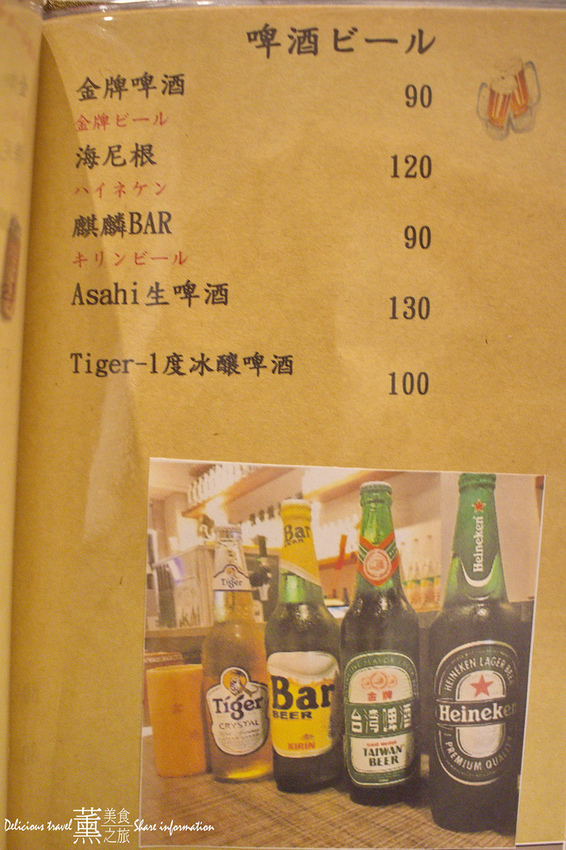 啤酒ビール
金牌啤酒 90
金牌ビール
海尼根 120
ハイネケン
麒麟BAR 90
キリンビール
Asahi生啤酒 130
Tiger-1度冰釀啤酒 100
Tiger
Tiger
CRYSTAL
Bar
BEER
Bar
BEER
KIRIN
金牌
台灣啤酒
Gold Medal
TAIWAN
BEER
Heineken
HEINEKEN LAGER BEER
Heineken
PREMIUM QUALITY
Delicious travel 薰 美食之旅 Share information